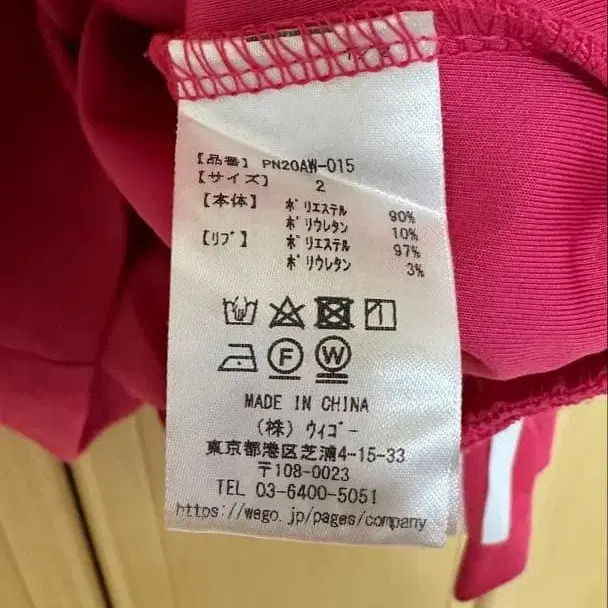 【品番】 PN20AW-015
【サイズ】 2
【本体】 ポリエステル 90%
ポリウレタン 10%
【リブ】 ポリエステル 97%
ポリウレタン 3%
F W
MADE IN CHINA
(株) ウィゴー
東京都港区芝浦4-15-33
〒108-0023
TEL 03-6400-5051
https://wego.jp/pages/company